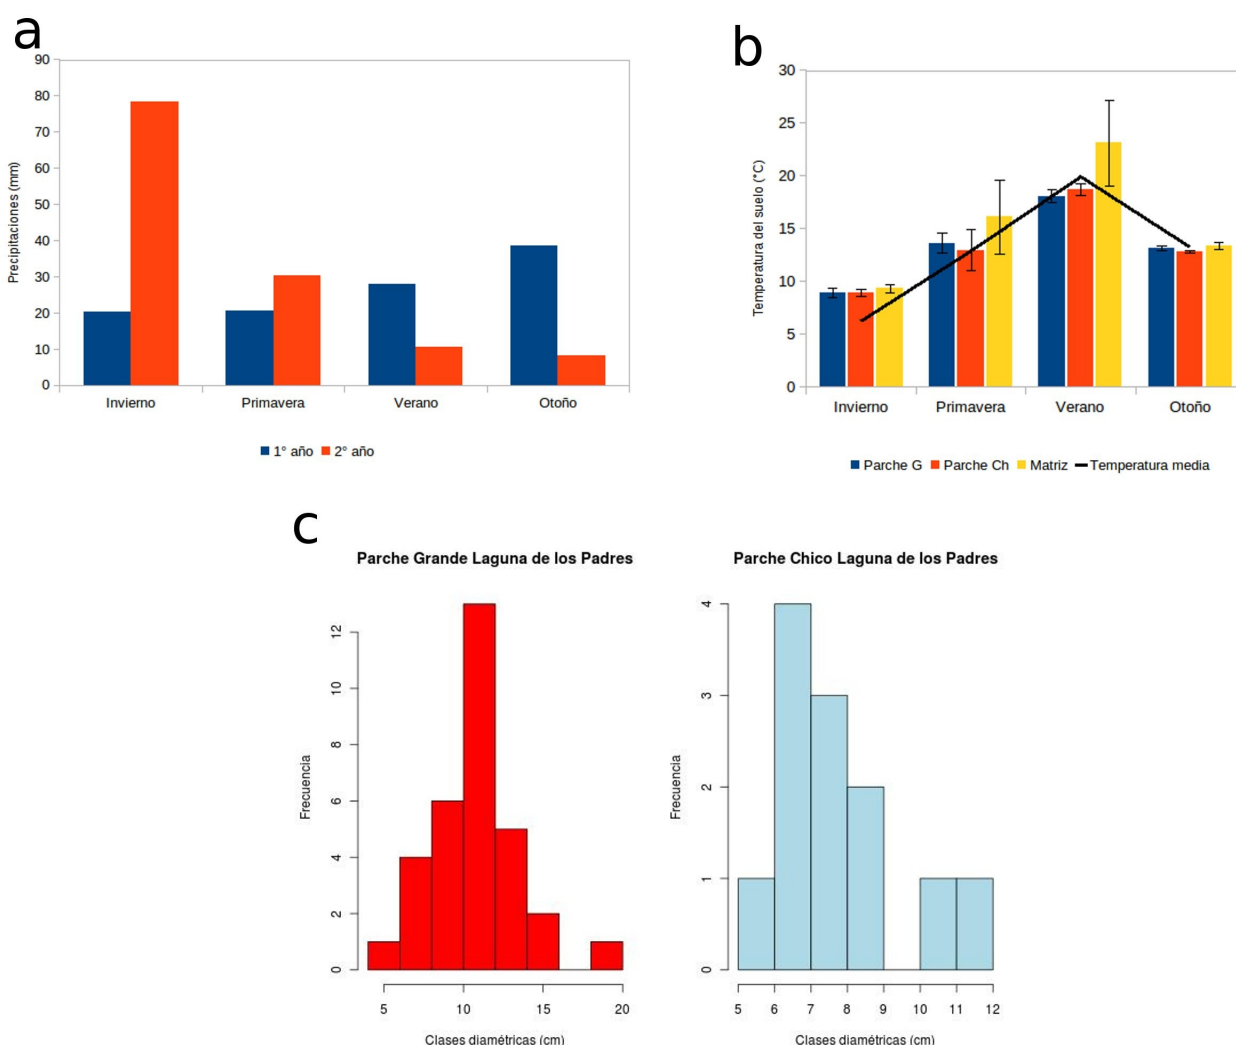 a
Precipitaciones (mm)
90
80
70
60
50
40
30
20
10
0
Invierno Primavera Verano Otoño
1° año 2° año
b
Temperatura del suelo (°C)
30
25
20
15
10
5
0
Invierno Primavera Verano Otoño
Parche G Parche Ch Matriz Temperatura media
c
Parche Grande Laguna de los Padres
Frecuencia
12
10
8
6
4
2
0
5 10 15 20
Clases diamétricas (cm)
Parche Chico Laguna de los Padres
Frecuencia
4
3
2
1
0
5 6 7 8 9 10 11 12
Clases diamétricas (cm)